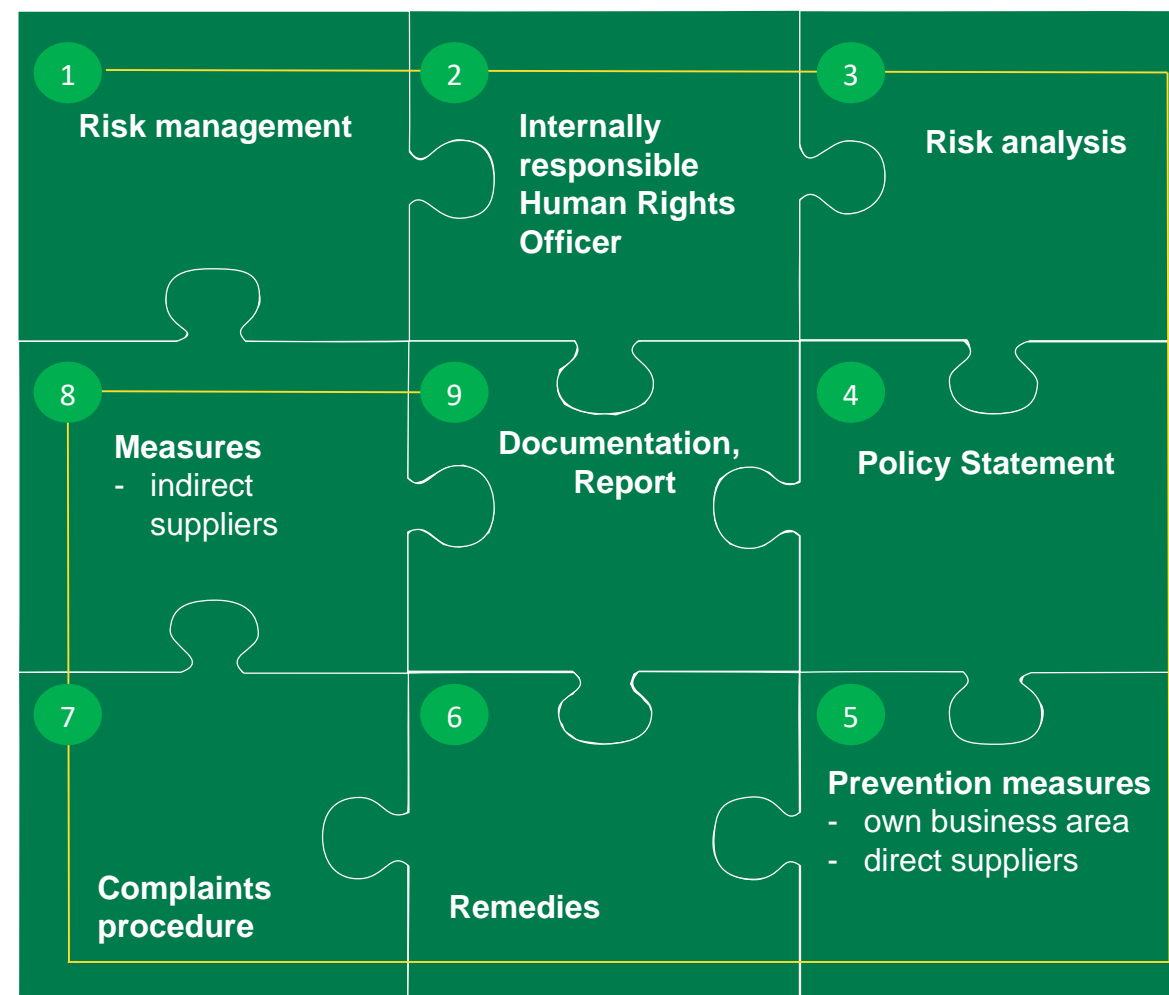 1
Risk management
2
Internally
responsible
Human Rights
Officer
3
Risk analysis
8
Measures
- indirect
suppliers
9
Documentation,
Report
4
Policy Statement
7
Complaints
procedure
6
Remedies
5
Prevention measures
- own business area
- direct suppliers